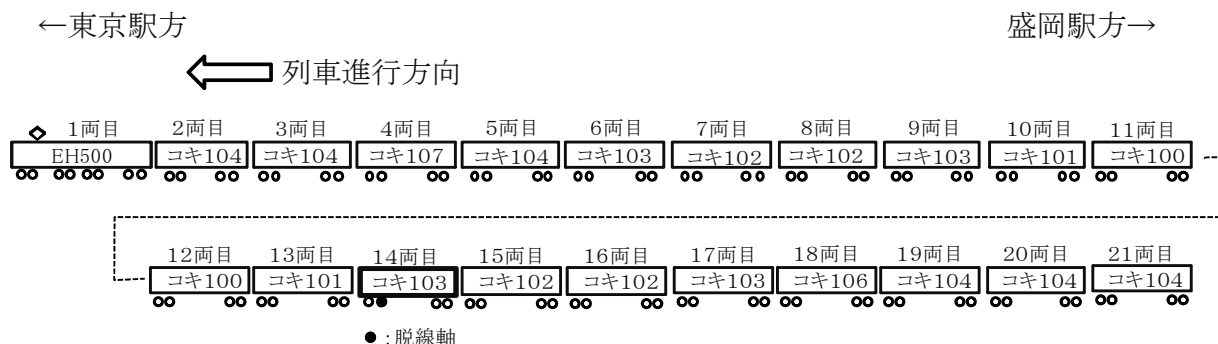 ←東京駅方 盛岡駅方→
列車進行方向
1両目 2両目 3両目 4両目 5両目 6両目 7両目 8両目 9両目 10両目 11両目
EH500 コキ104 コキ104 コキ107 コキ104 コキ103 コキ102 コキ102 コキ103 コキ101 コキ100
12両目 13両目 14両目 15両目 16両目 17両目 18両目 19両目 20両目 21両目
コキ100 コキ101 コキ103 コキ102 コキ102 コキ103 コキ106 コキ104 コキ104 コキ104
●:脱線軸